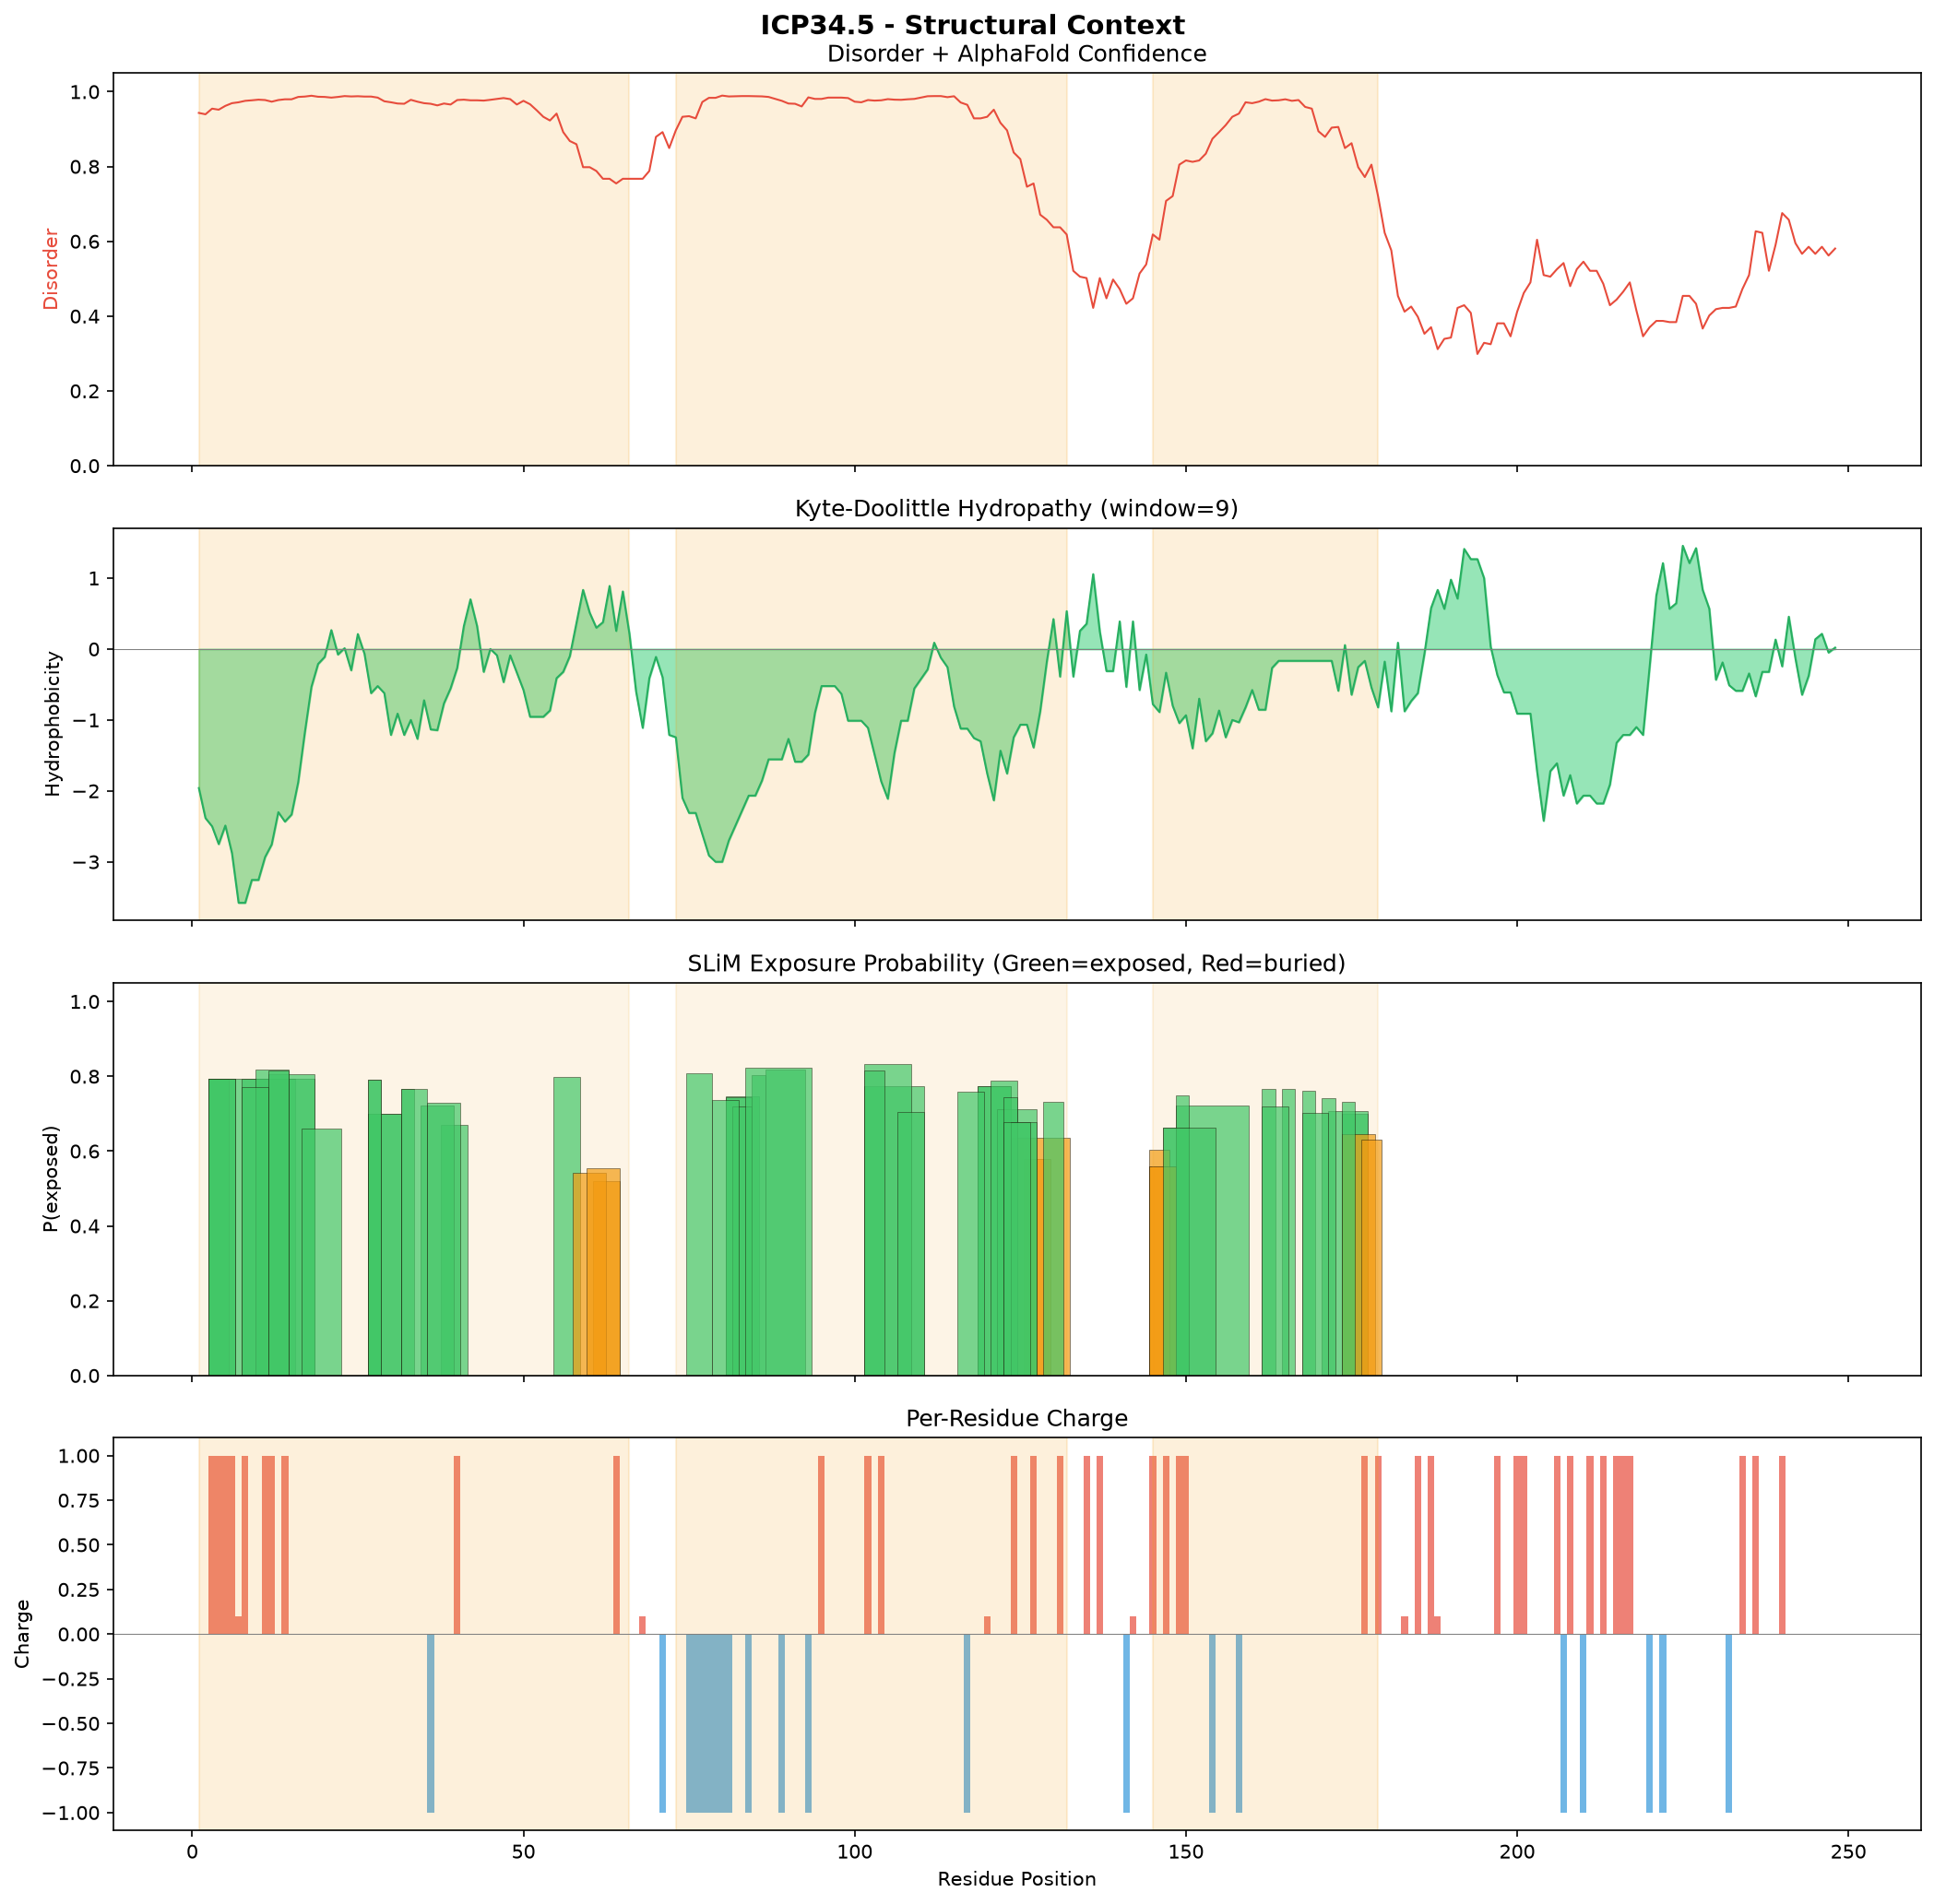 ICP34.5 - Structural Context
Disorder + AlphaFold Confidence
Disorder
1.0
0.8
0.6
0.4
0.2
0.0
Kyte-Doolittle Hydropathy (window=9)
Hydrophobicity
1
0
−1
−2
−3
SLiM Exposure Probability (Green=exposed, Red=buried)
P(exposed)
1.0
0.8
0.6
0.4
0.2
0.0
Per-Residue Charge
Charge
1.00
0.75
0.50
0.25
0.00
−0.25
−0.50
−0.75
−1.00
0 50 100 150 200 250
Residue Position